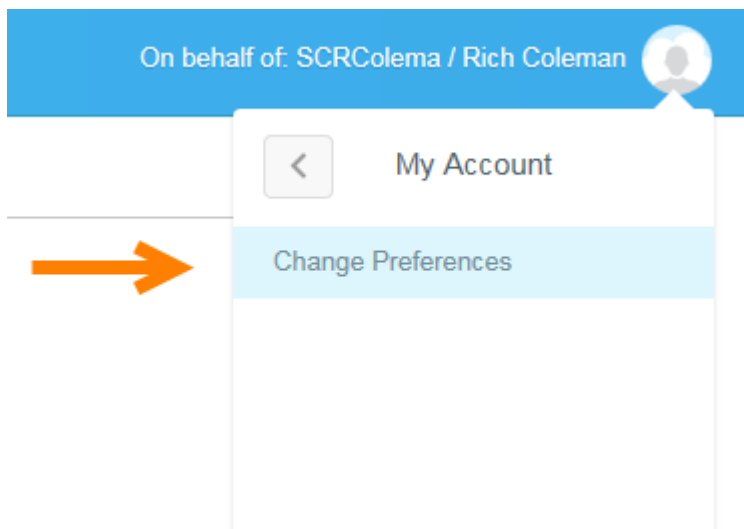 On behalf of: SCRColema / Rich Coleman
My Account
Change Preferences